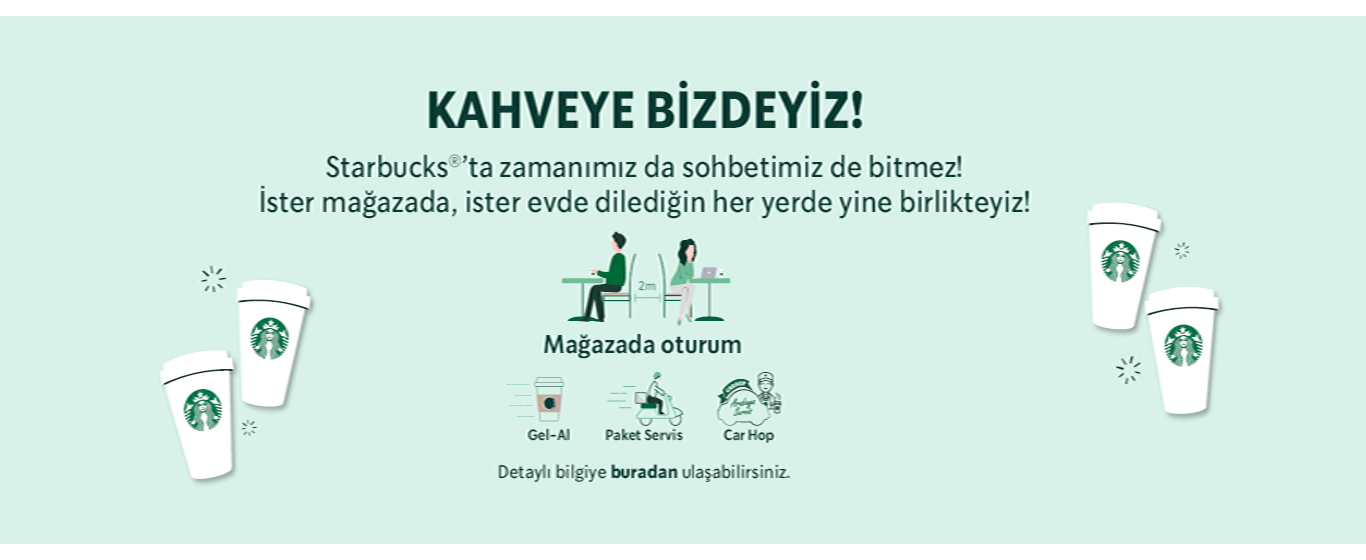 KAHVEYE BİZDEYİZ!
Starbucks®'ta zamanımız da sohbetimiz de bitmez!
İster mağazada, ister evde dilediğin her yerde yine birlikteyiz!
2m
Mağazada oturum
Arabaya
Servis
Gel-Al
Paket Servis
Car Hop
Detaylı bilgiye buradan ulaşabilirsiniz.